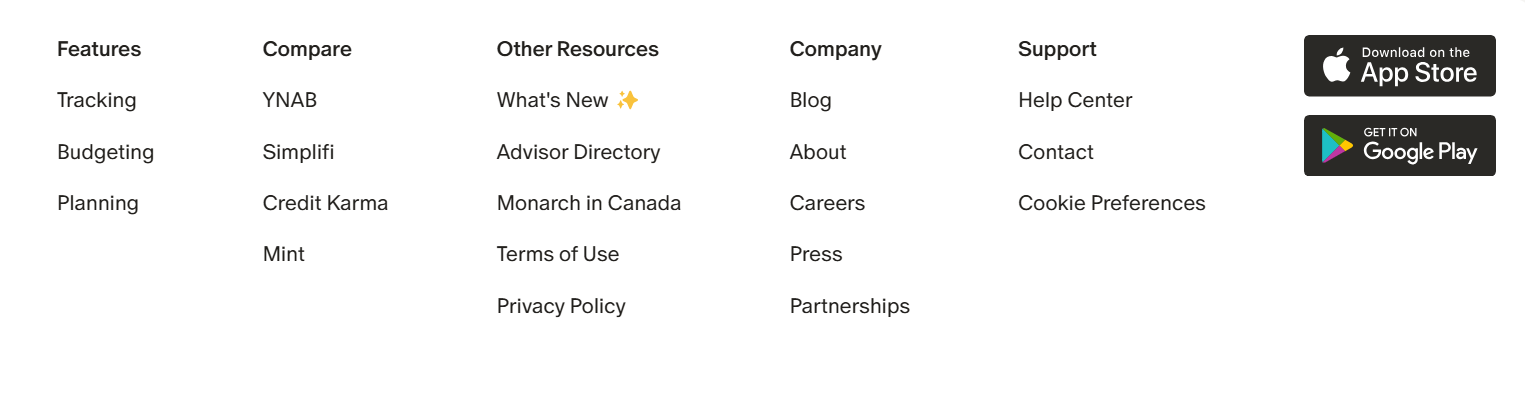 Features
Tracking
Budgeting
Planning
Compare
YNAB
Simplifi
Credit Karma
Mint
Other Resources
What's New ✨
Advisor Directory
Monarch in Canada
Terms of Use
Privacy Policy
Company
Blog
About
Careers
Press
Partnerships
Support
Help Center
Contact
Cookie Preferences
Download on the
App Store
GET IT ON
Google Play